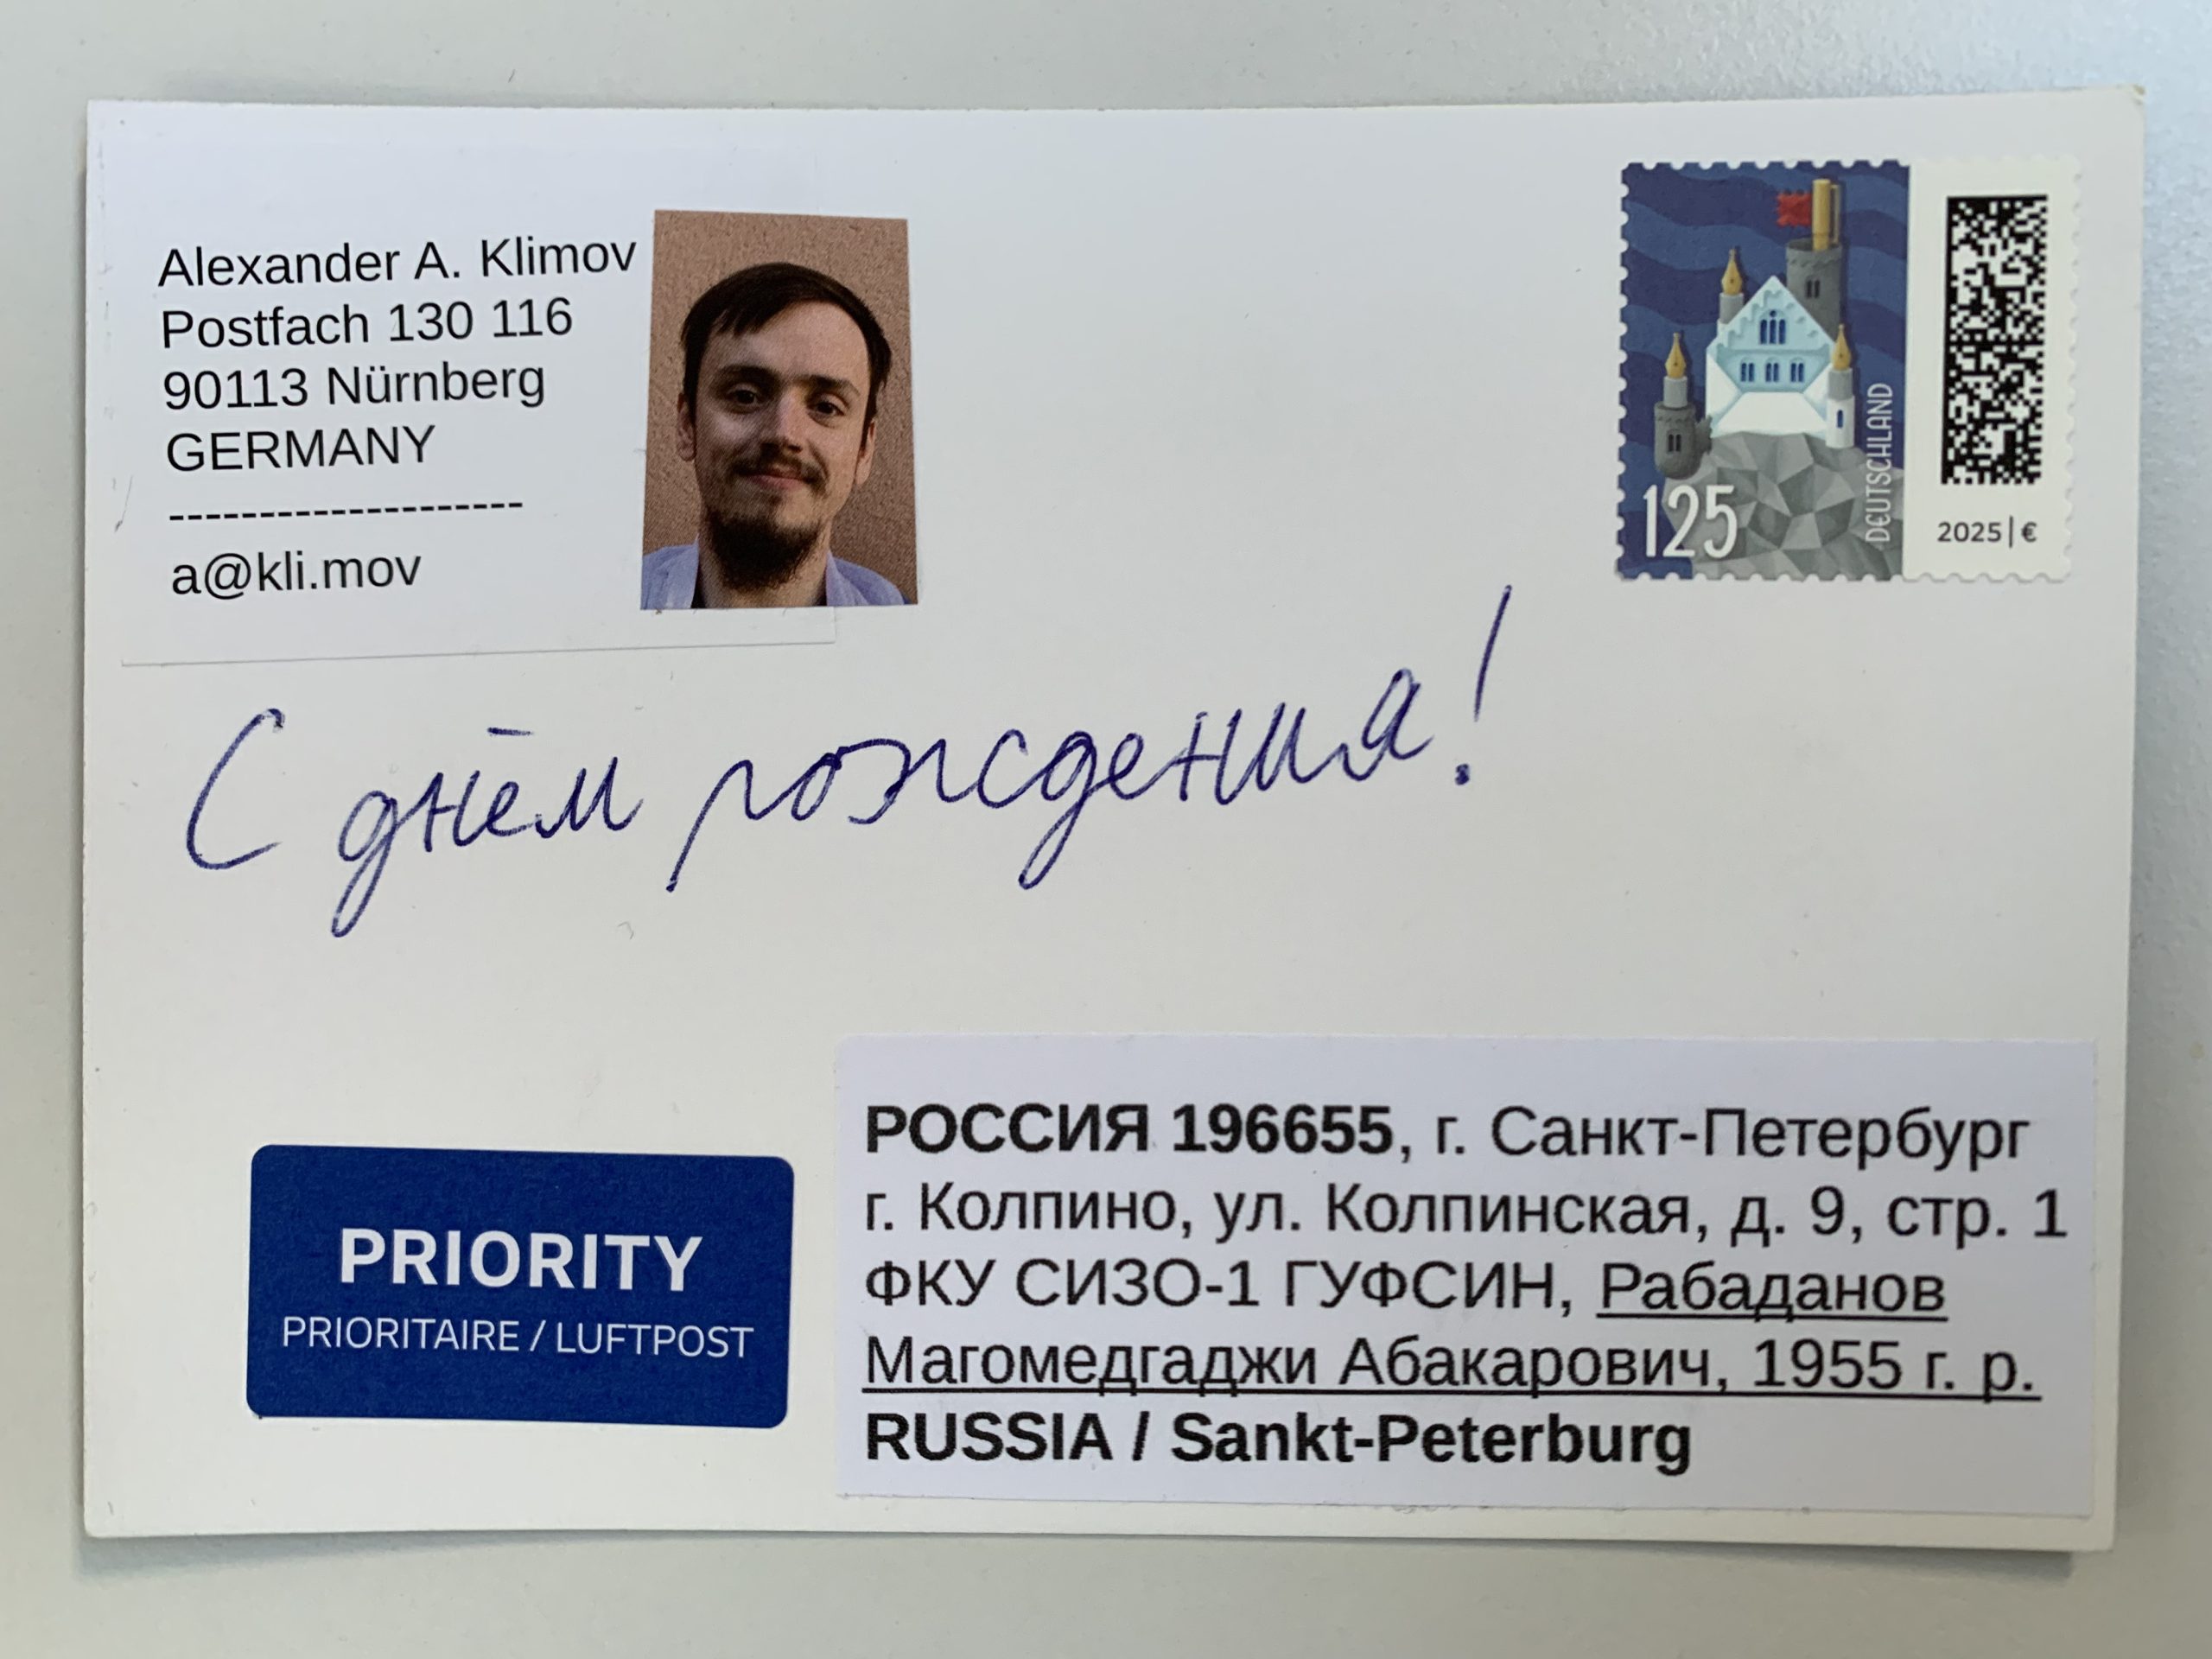 Alexander A. Klimov
Postfach 130 116
90113 Nürnberg
GERMANY
--------------------
a@kli.mov
125
DEUTSCHLAND
2025|€
С днём рождения!
PRIORITY
PRIORITAIRE / LUFTPOST
РОССИЯ 196655, г. Санкт-Петербург
г. Колпино, ул. Колпинская, д. 9, стр. 1
ФКУ СИЗО-1 ГУФСИН, Рабаданов
Магомедгаджи Абакарович, 1955 г. р.
RUSSIA / Sankt-Peterburg